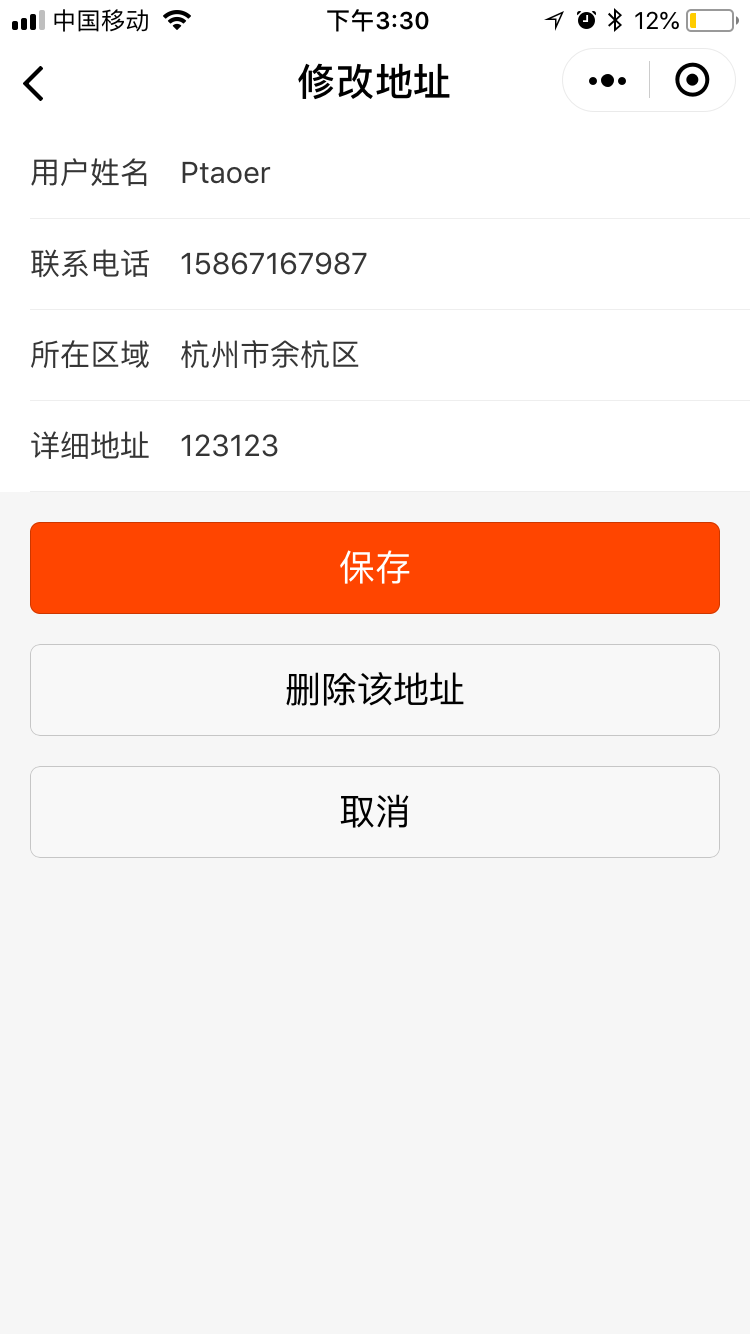 中国移动 下午3:30 12%
修改地址
用户姓名 Ptaoer
联系电话 15867167987
所在区域 杭州市余杭区
详细地址 123123
保存
删除该地址
取消